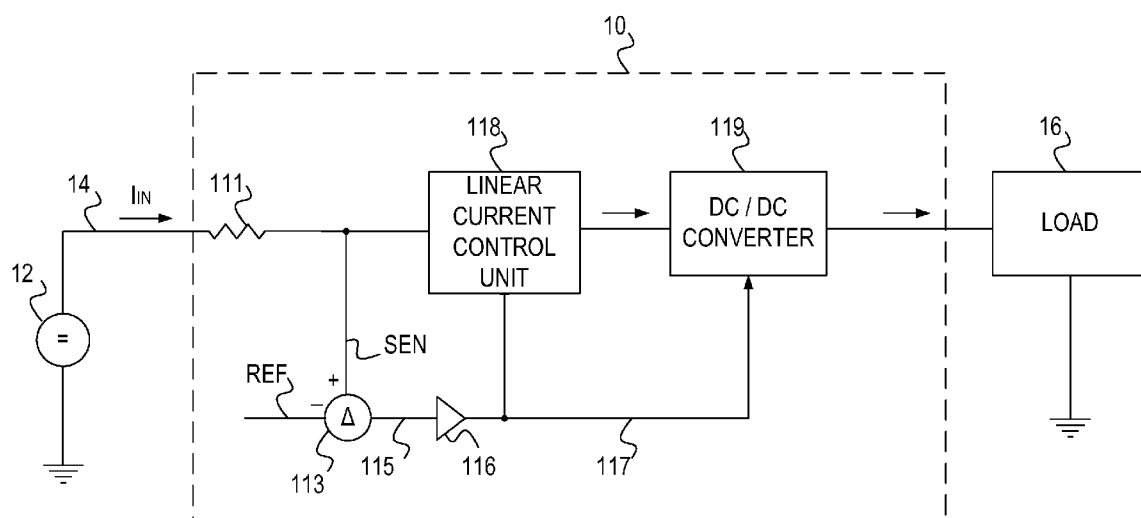 10
118
119
16
14
IIN
111
LINEAR
CURRENT
CONTROL
UNIT
DC / DC
CONVERTER
LOAD
12
=
SEN
REF
+
–
Δ
113
115
116
117